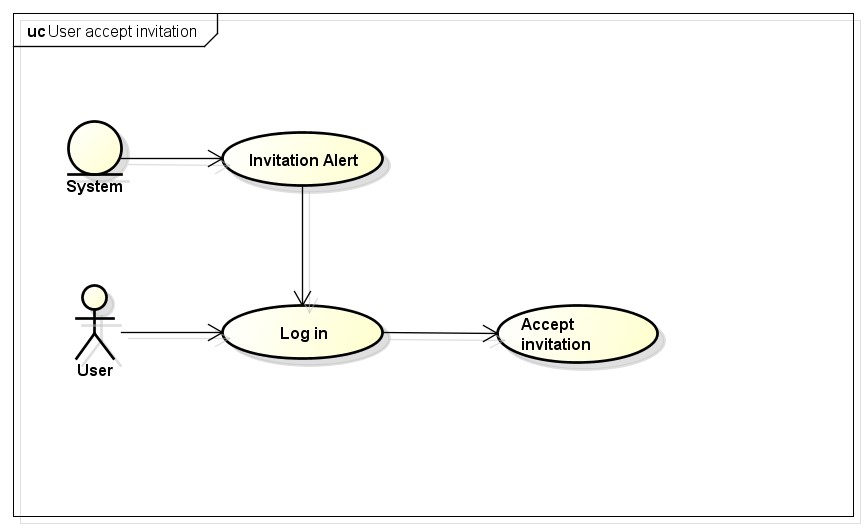 uc User accept invitation
Invitation Alert
System
Log in
Accept
invitation
User